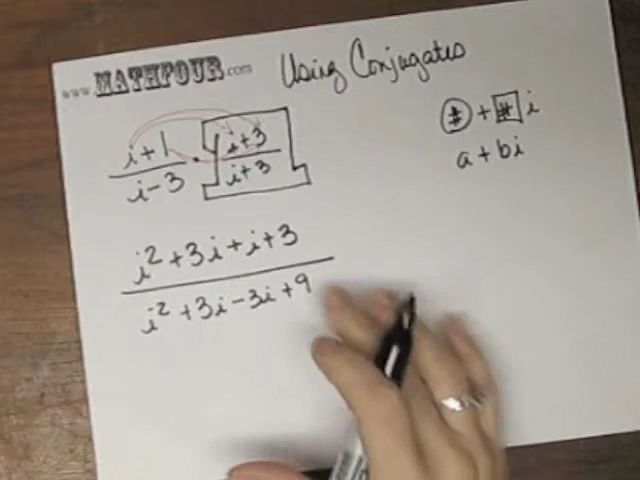 www.MATHFOUR.com Using Conjugates
i+1 · i+3
i-3 i+3
# + # i
a + bi
i² + 3i + i + 3
i² + 3i - 3i + 9